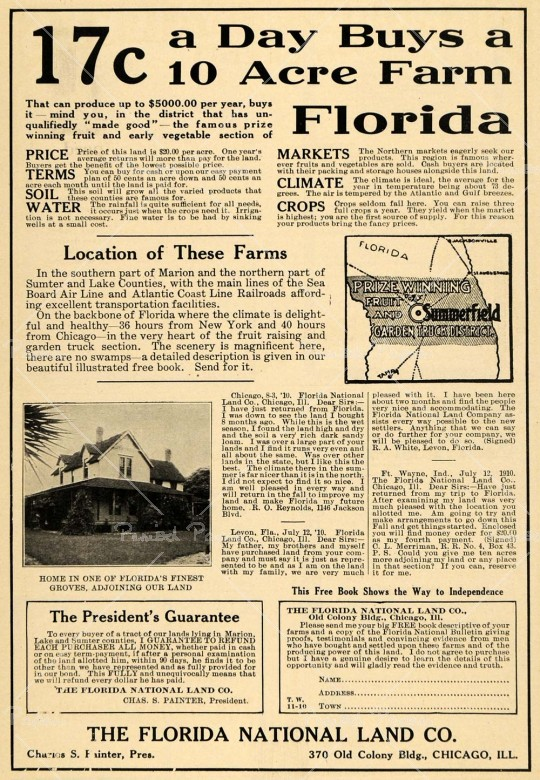 17c a Day Buys a
10 Acre Farm
Florida
That can produce up to $5000.00 per year, buys
it—mind you, in the district that has un-
qualifiedly "made good"—the famous prize
winning fruit and early vegetable section of
PRICE Price of this land is $20.00 per acre. One year's
average returns will more than pay for the land.
Buyers get the benefit of the lowest possible price.
TERMS You can buy for cash or upon our easy payment
plan of 50 cents an acre down and 50 cents an
acre each month until the land is paid for.
SOIL This soil will grow all the varied products that
these counties are famous for.
WATER The rainfall is quite sufficient for all needs,
it occurs just when the crops need it. Irriga-
tion is not necessary. Fine water is to be had by sinking
wells at a small cost.
MARKETS The Northern markets eagerly seek our
products. This region is famous wher-
ever fruits and vegetables are sold. Cash buyers are located
with their packing and storage houses alongside this land.
CLIMATE The climate is ideal, the average for the
year in temperature being about 73 de-
grees. The air is tempered by the Atlantic and Gulf breezes.
CROPS Crops seldom fail here. You can raise three
full crops a year. They yield when the market
is highest; you are the first source of supply. For this reason
your products bring the fancy prices.
Location of These Farms
In the southern part of Marion and the northern part of
Sumter and Lake Counties, with the main lines of the Sea
Board Air Line and Atlantic Coast Line Railroads afford-
ing excellent transportation facilities.
On the backbone of Florida where the climate is delight-
ful and healthy—36 hours from New York and 40 hours
from Chicago—in the very heart of the fruit raising and
garden truck section. The scenery is magnificent here,
there are no swamps—a detailed description is given in our
beautiful illustrated free book. Send for it.
FLORIDA
JACKSONVILLE
ST. AUGUSTINE
PRIZE WINNING
FRUIT
AND Summerfield
GARDEN TRUCK DISTRICT
TAMPA
HOME IN ONE OF FLORIDA'S FINEST
GROVES, ADJOINING OUR LAND
Chicago, 8-3, '10. Florida National
Land Co., Chicago, Ill. Dear Sirs:—
I have just returned from Florida.
I was down to see the land I bought
8 months ago. While this is the wet
season, I found the land high and dry
and the soil a very rich dark sandy
loam. I was over a large part of your
lands and I find it runs very even and
all about the same. Was over other
lands in the state, but I like this the
best. The climate there in the sum-
mer is far nicer than it is in the north,
I did not expect to find it so nice. I
am well pleased in every way and
will return in the fall to improve my
land and make Florida my future
home. R. O. Reynolds, 1146 Jackson
Blvd.
Levon, Fla., July 12, '10. Florida
Land Co., Chicago, Ill. Dear Sirs:—
My father, my brothers and myself
have purchased land from your com-
pany and must say it is just as repre-
sented to be and as I am on the land
with my family, we are very much
pleased with it. I have been here
about two months and find the people
very nice and accommodating. The
Florida National Land Company as-
sists every way possible to the new
settlers. Anything that we can say
or do further for your company, we
will be pleased to do so. (Signed)
R. A. White, Levon, Florida.
Ft. Wayne, Ind., July 12, 1910.
The Florida National Land Co.,
Chicago, Ill. Dear Sirs:—Have just
returned from my trip to Florida.
After examining my land was very
much pleased with the location you
allotted me. Am going to try and
make arrangements to go down this
Fall and get things started. Enclosed
you will find money order for $20.00
as my fourth payment. (Signed)
C. L. Merriman, R. R. No. 4, Box 43.
P. S. Could you give me ten acres
more adjoining my land or any place
in that section? If you can, reserve
it for me.
This Free Book Shows the Way to Independence
The President's Guarantee
To every buyer of a tract of our lands lying in Marion,
Lake and Sumter counties, I GUARANTEE TO REFUND
EACH PURCHASER ALL MONEY, whether paid in cash
or on easy term-payment, if after a personal examination
of the land allotted him, within 90 days, he finds it to be
other than we have represented as fully provided for
in our bond. This FULLY and unequivocally means that
we will refund every dollar he has paid.
THE FLORIDA NATIONAL LAND CO.
CHAS. S. PAINTER, President.
THE FLORIDA NATIONAL LAND CO.,
Old Colony Bldg., Chicago, Ill.
Please send me your big FREE book descriptive of your
farms and a copy of the Florida National Bulletin giving
proofs, testimonials and convincing evidence from men
who have bought and settled upon these farms and of the
producing power of this land. I do not agree to purchase
but I have a genuine desire to learn the details of this
opportunity and will gladly read the evidence and truth.
NAME
ADDRESS
T. W.
11-10 TOWN
THE FLORIDA NATIONAL LAND CO.
Charles S. Painter, Pres. 370 Old Colony Bldg., CHICAGO, ILL.